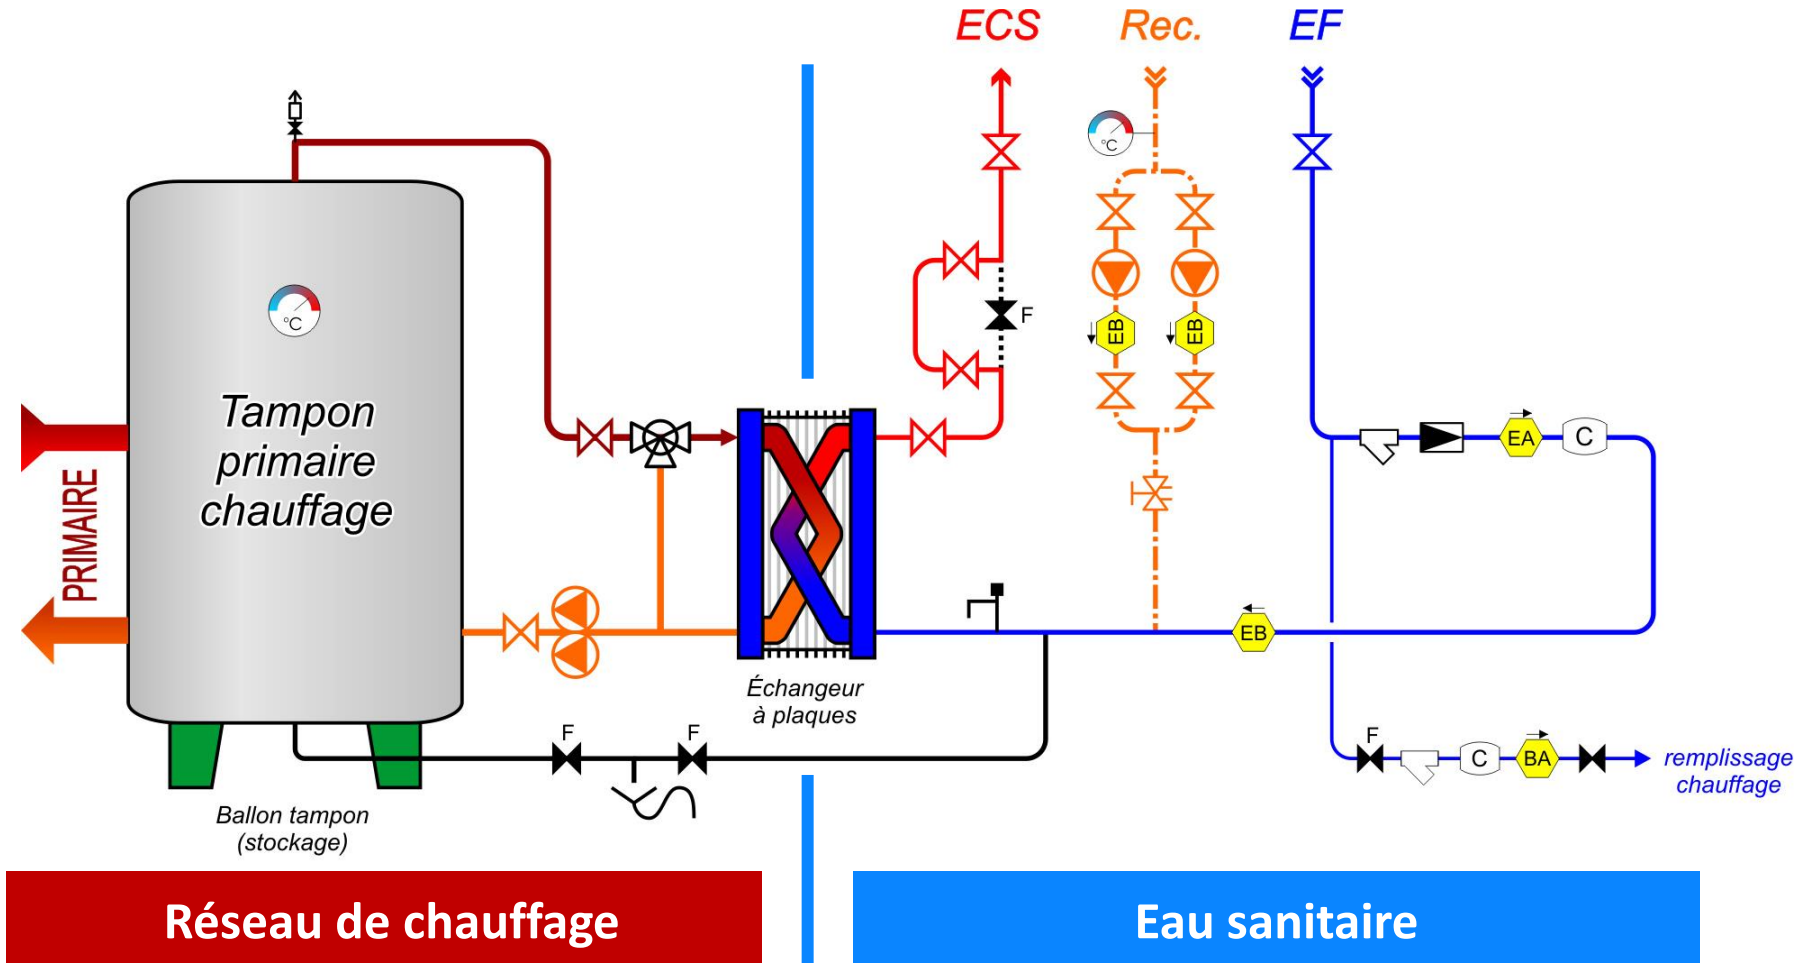 ECS
Rec.
EF
°C
°C
Tampon
primaire
chauffage
PRIMAIRE
F
EB
EB
EA
C
EB
Échangeur
à plaques
F
F
F
C
BA
remplissage
chauffage
Ballon tampon
(stockage)
Réseau de chauffage
Eau sanitaire